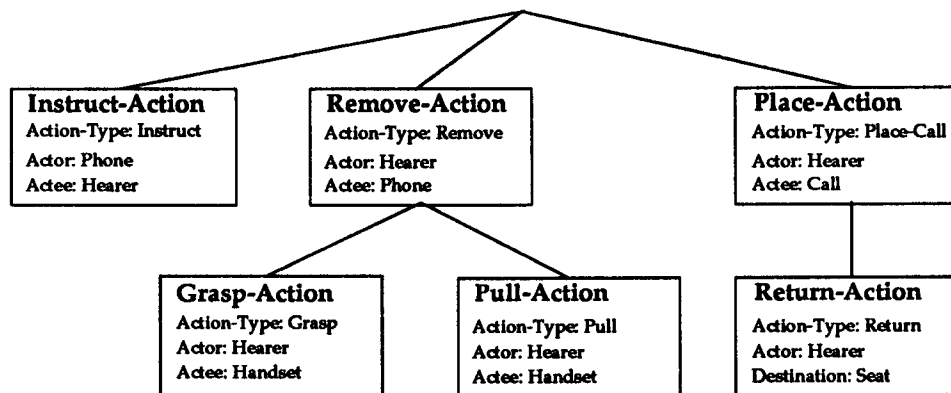 Instruct-Action
Action-Type: Instruct
Actor: Phone
Actee: Hearer
Remove-Action
Action-Type: Remove
Actor: Hearer
Actee: Phone
Place-Action
Action-Type: Place-Call
Actor: Hearer
Actee: Call
Grasp-Action
Action-Type: Grasp
Actor: Hearer
Actee: Handset
Pull-Action
Action-Type: Pull
Actor: Hearer
Actee: Handset
Return-Action
Action-Type: Return
Actor: Hearer
Destination: Seat